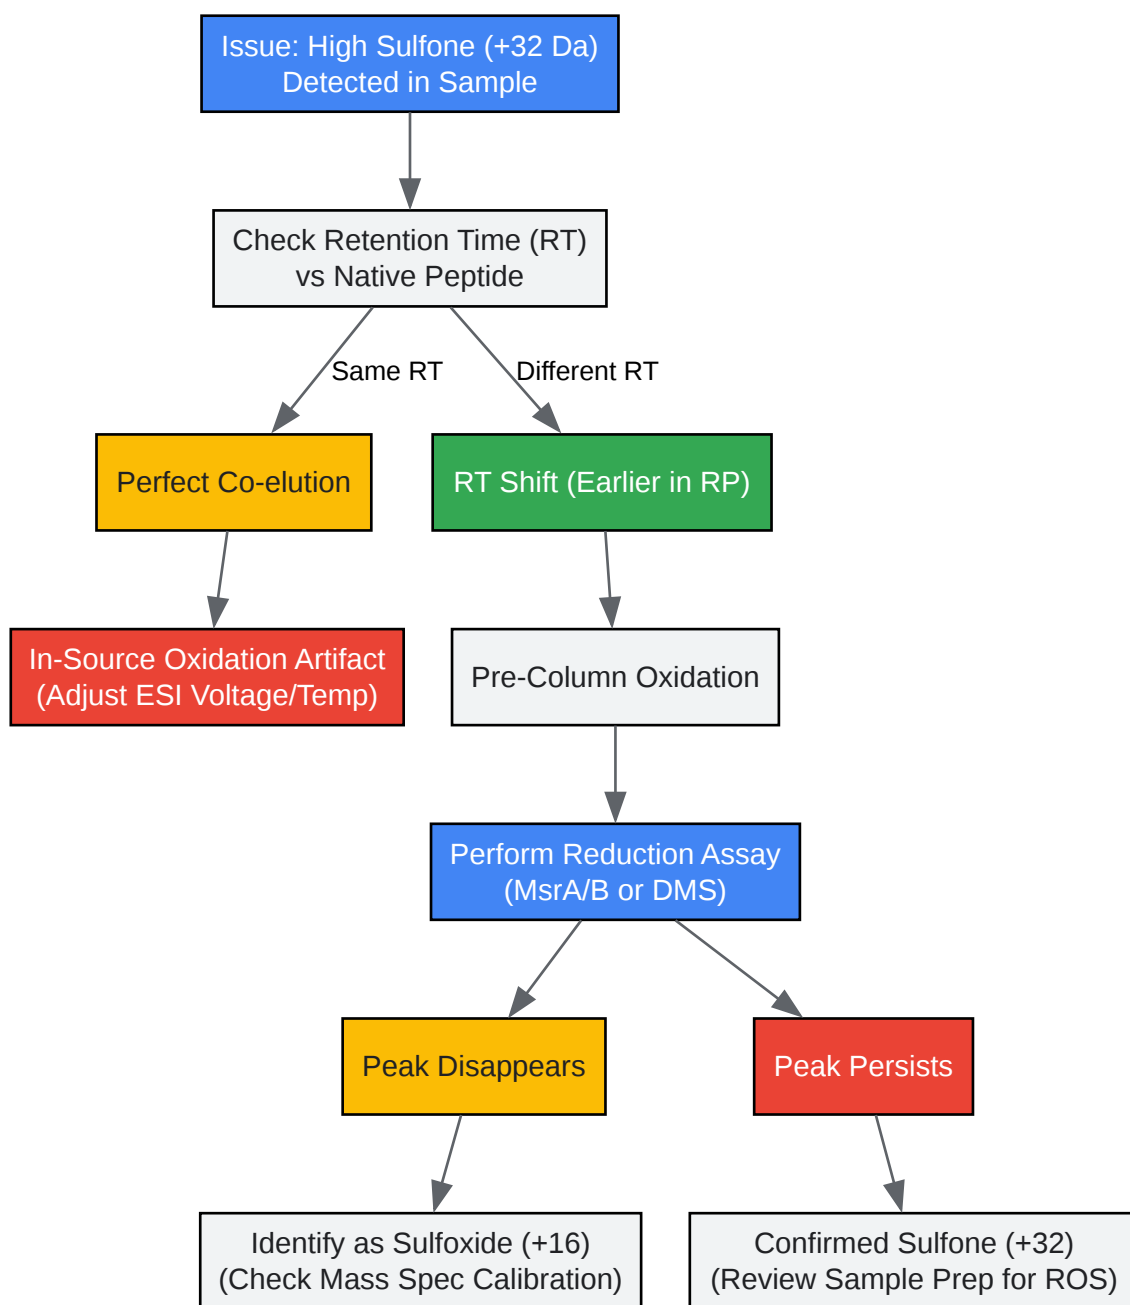 Issue: High Sulfone (+32 Da)
Detected in Sample
Check Retention Time (RT)
vs Native Peptide
Same RT
Different RT
Perfect Co-elution
RT Shift (Earlier in RP)
In-Source Oxidation Artifact
(Adjust ESI Voltage/Temp)
Pre-Column Oxidation
Perform Reduction Assay
(MsrA/B or DMS)
Peak Disappears
Peak Persists
Identify as Sulfoxide (+16)
(Check Mass Spec Calibration)
Confirmed Sulfone (+32)
(Review Sample Prep for ROS)